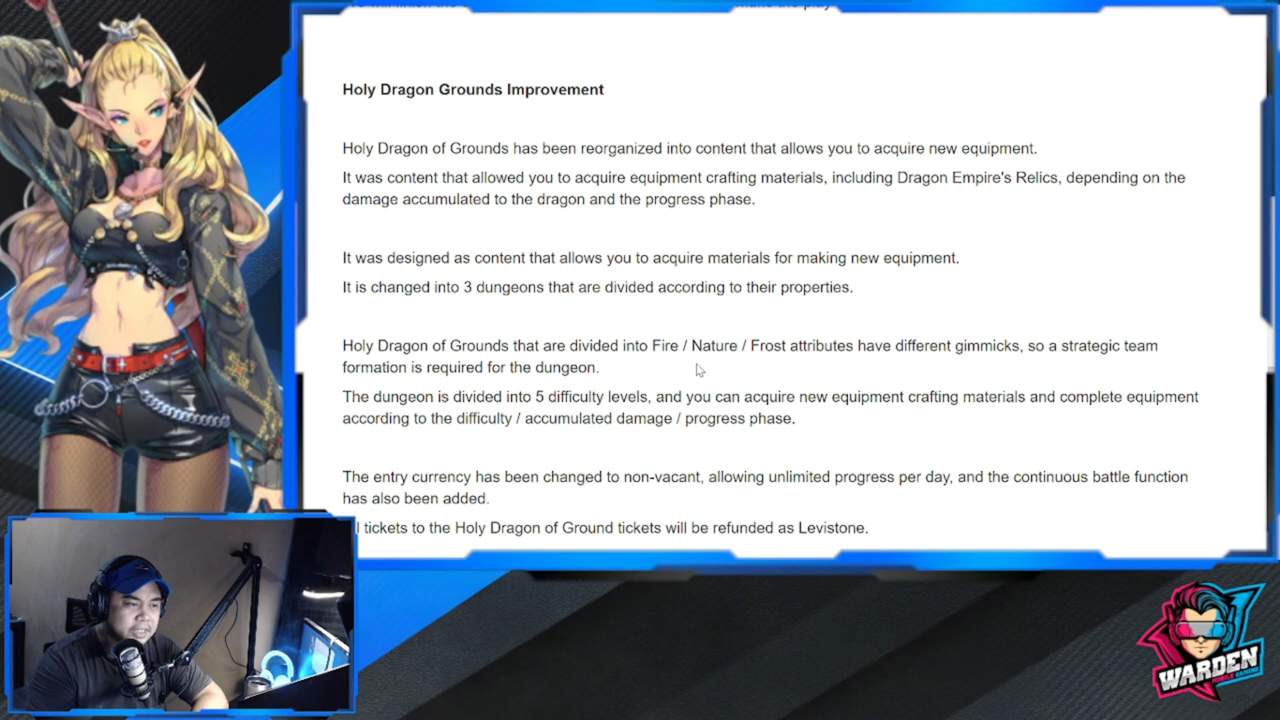 Holy Dragon Grounds Improvement
Holy Dragon of Grounds has been reorganized into content that allows you to acquire new equipment.
It was content that allowed you to acquire equipment crafting materials, including Dragon Empire's Relics, depending on the
damage accumulated to the dragon and the progress phase.
It was designed as content that allows you to acquire materials for making new equipment.
It is changed into 3 dungeons that are divided according to their properties.
Holy Dragon of Grounds that are divided into Fire / Nature / Frost attributes have different gimmicks, so a strategic team
formation is required for the dungeon.
The dungeon is divided into 5 difficulty levels, and you can acquire new equipment crafting materials and complete equipment
according to the difficulty / accumulated damage / progress phase.
The entry currency has been changed to non-vacant, allowing unlimited progress per day, and the continuous battle function
has also been added.
tickets to the Holy Dragon of Ground tickets will be refunded as Levistone.
WARDEN
MOBILE GAMING